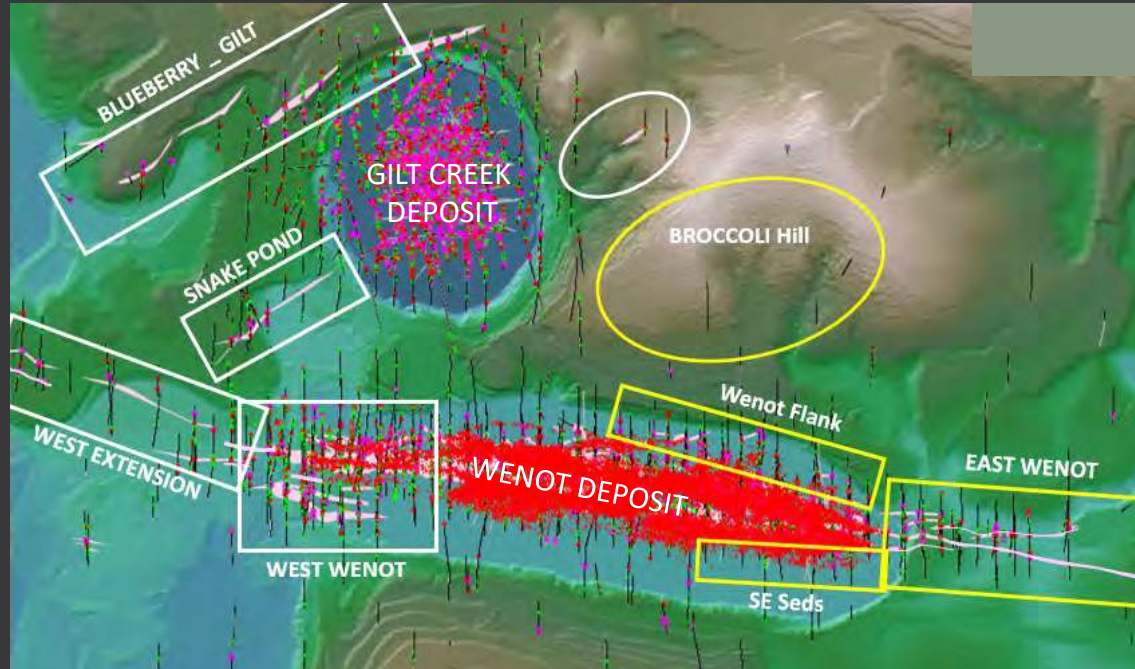 BLUEBERRY _ GILT
GILT CREEK
DEPOSIT
BROCCOLI Hill
SNAKE POND
Wenot Flank
WEST EXTENSION
WENOT DEPOSIT
EAST WENOT
WEST WENOT
SE Seds